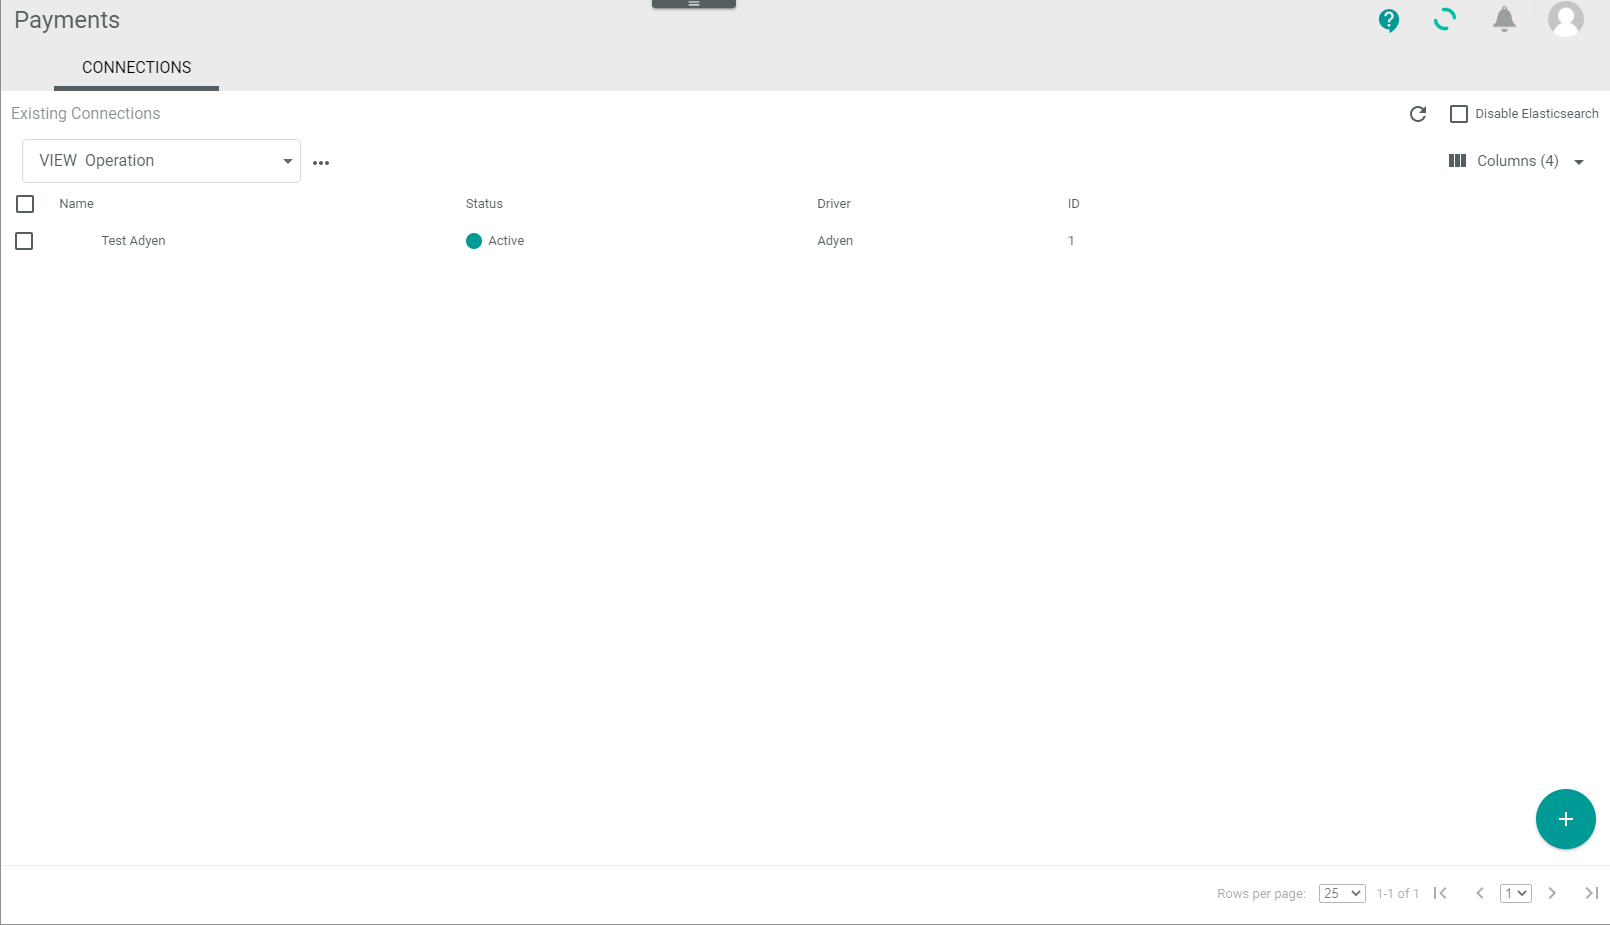 Payments
CONNECTIONS
Existing Connections
Disable Elasticsearch
VIEW Operation
Columns (4)
Name Status Driver ID
Test Adyen Active Adyen 1
Rows per page: 25 1-1 of 1 1